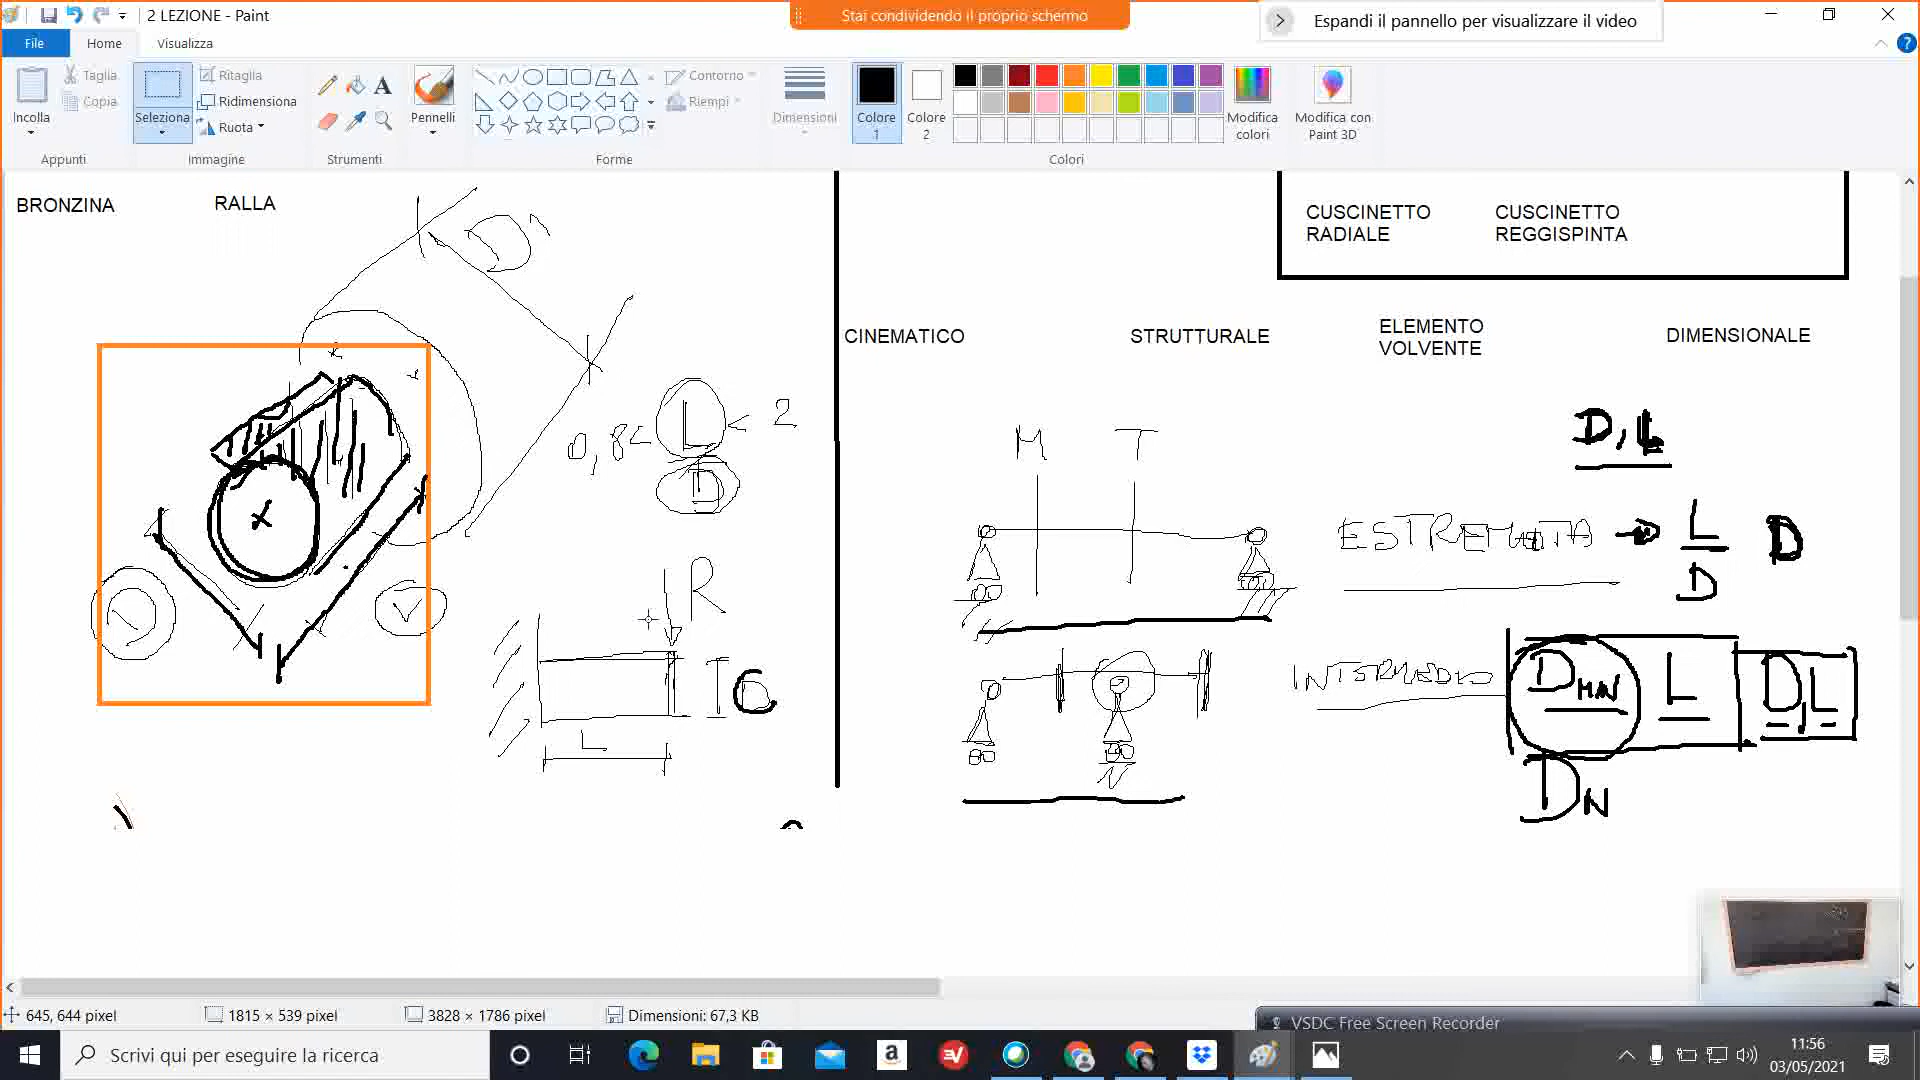 2 LEZIONE - Paint
Stai condividendo il proprio schermo
Espandi il pannello per visualizzare il video
File
Home
Visualizza
Incolla
Taglia
Copia
Seleziona
Ritaglia
Ridimensiona
Ruota
Pennelli
Contorno
Riempi
Dimensioni
Colore 1
Colore 2
Modifica colori
Modifica con Paint 3D
Appunti
Immagine
Strumenti
Forme
Colori
BRONZINA
RALLA
CUSCINETTO RADIALE
CUSCINETTO REGGISPINTA
CINEMATICO
STRUTTURALE
ELEMENTO VOLVENTE
DIMENSIONALE
D
0,8 < L/D < 2
M T
D, L
ESTREMITA
L
D
D
R
L
INTERMEDIO
D MIN
L
D, L
D N
N
645, 644 pixel
1815 × 539 pixel
3828 × 1786 pixel
Dimensioni: 67,3 KB
VSDC Free Screen Recorder
Scrivi qui per eseguire la ricerca
11:56
03/05/2021